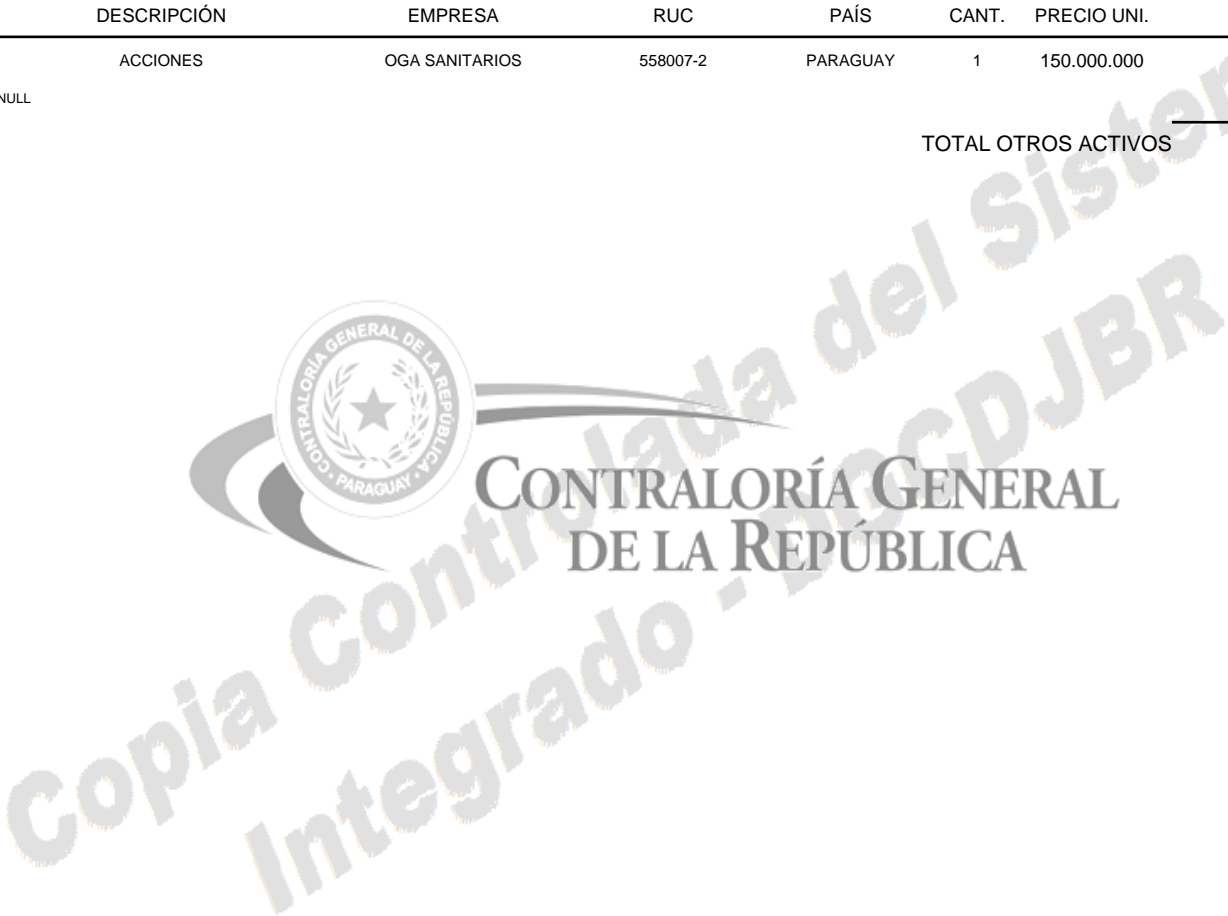 DESCRIPCIÓN EMPRESA RUC PAÍS CANT. PRECIO UNI.
ACCIONES OGA SANITARIOS 558007-2 PARAGUAY 1 150.000.000
NULL
TOTAL OTROS ACTIVOS
CONTRALORÍA GENERAL DE LA REPÚBLICA
PARAGUAY
CONTRALORÍA GENERAL
DE LA REPÚBLICA
Copia Controlada del
Integrado - DGCDJBR